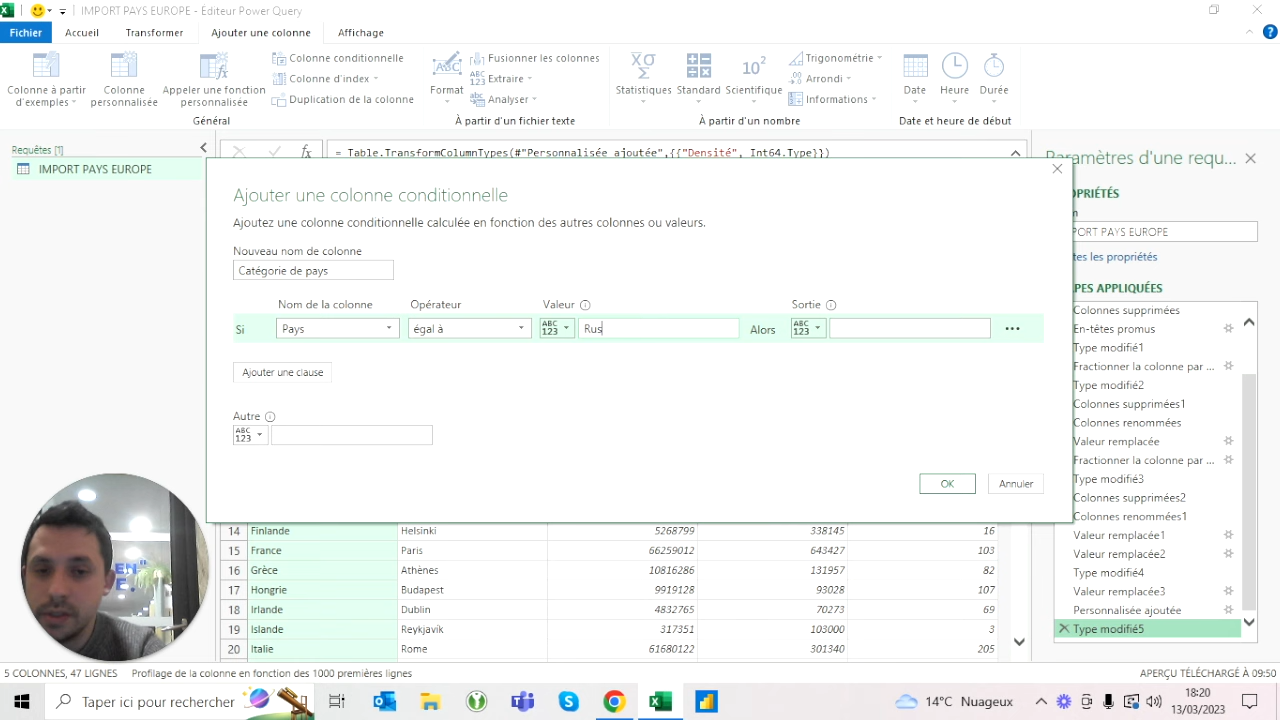 IMPORT PAYS EUROPE - Éditeur Power Query
Fichier Accueil Transformer Ajouter une colonne Affichage
Colonne à partir d'exemples
Colonne personnalisée
Appeler une fonction personnalisée
Colonne conditionnelle
Colonne d'index
Duplication de la colonne
Général
Format
Fusionner les colonnes
Extraire
Analyser
À partir d'un fichier texte
Statistiques
Standard
Scientifique
Trigonométrie
Arrondi
Informations
À partir d'un nombre
Date
Heure
Durée
Date et heure de début
Requêtes [1]
IMPORT PAYS EUROPE
= Table.TransformColumnTypes(#"Personnalisée ajoutée",{{"Densité", Int64.Type}})
Ajouter une colonne conditionnelle
Ajoutez une colonne conditionnelle calculée en fonction des autres colonnes ou valeurs.
Nouveau nom de colonne
Catégorie de pays
Nom de la colonne Opérateur Valeur Sortie
Si Pays égal à ABC 123 Rus Alors ABC 123
Ajouter une clause
Autre
ABC 123
OK Annuler
14 Finlande Helsinki 5268799 338145 16
15 France Paris 66259012 643427 103
16 Grèce Athènes 10816286 131957 82
17 Hongrie Budapest 9919128 93028 107
18 Irlande Dublin 4832765 70273 69
19 Islande Reykjavík 317351 103000 3
20 Italie Rome 61680122 301340 205
Paramètres d'une requ...
OPRIÉTÉS
m
PORT PAYS EUROPE
tes les propriétés
APES APPLIQUÉES
Colonnes supprimées
En-têtes promus
Type modifié1
Fractionner la colonne par ...
Type modifié2
Colonnes supprimées1
Colonnes renommées
Valeur remplacée
Fractionner la colonne par ...
Type modifié3
Colonnes supprimées2
Colonnes renommées1
Valeur remplacée1
Valeur remplacée2
Type modifié4
Valeur remplacée3
Personnalisée ajoutée
Type modifié5
5 COLONNES, 47 LIGNES Profilage de la colonne en fonction des 1000 premières lignes
APERÇU TÉLÉCHARGÉ À 09:50
Taper ici pour rechercher
14°C Nuageux
18:20
13/03/2023